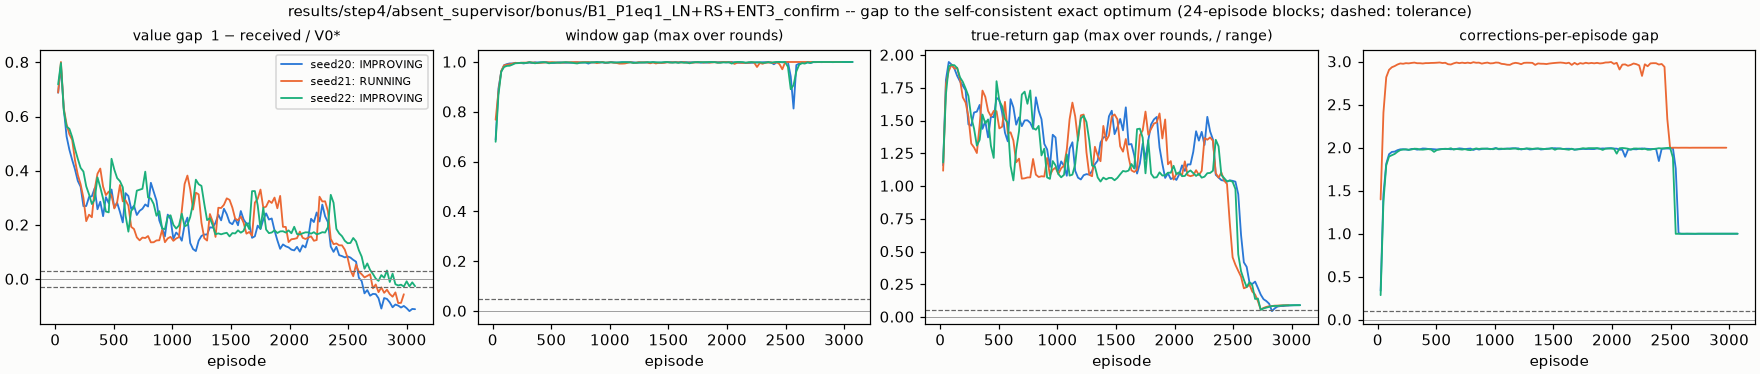 results/step4/absent_supervisor/bonus/B1_P1eq1_LN+RS+ENT3_confirm -- gap to the self-consistent exact optimum (24-episode blocks; dashed: tolerance)
value gap 1 − received / V0*
0.8
0.6
0.4
0.2
0.0
seed20: IMPROVING
seed21: RUNNING
seed22: IMPROVING
0 500 1000 1500 2000 2500 3000
episode
window gap (max over rounds)
1.0
0.8
0.6
0.4
0.2
0.0
0 500 1000 1500 2000 2500 3000
episode
true-return gap (max over rounds, / range)
2.00
1.75
1.50
1.25
1.00
0.75
0.50
0.25
0.00
0 500 1000 1500 2000 2500 3000
episode
corrections-per-episode gap
3.0
2.5
2.0
1.5
1.0
0.5
0.0
0 500 1000 1500 2000 2500 3000
episode